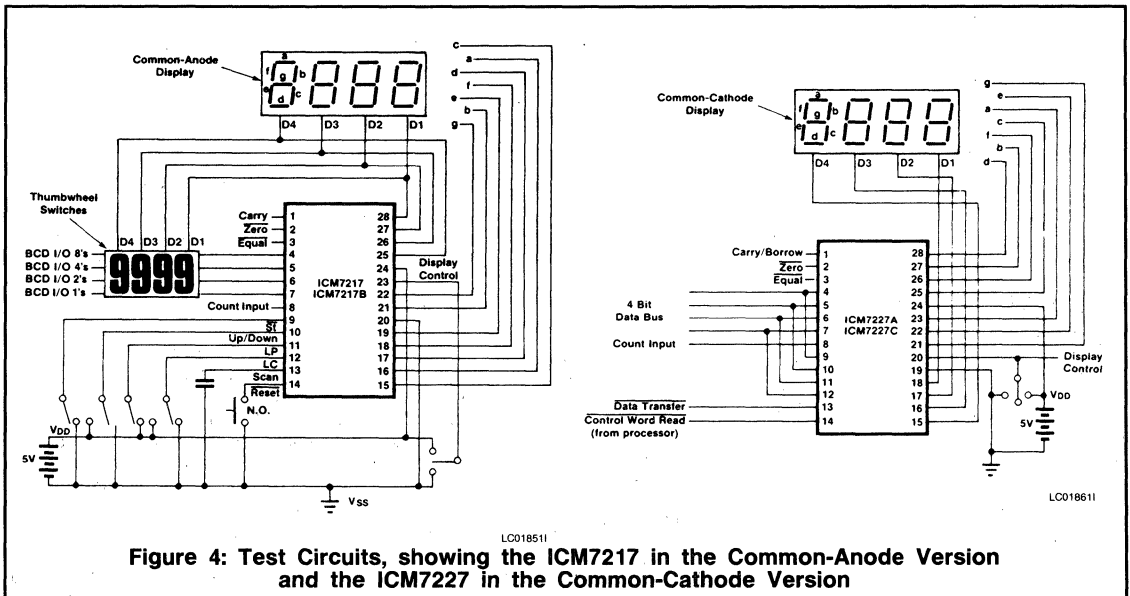 Common-Anode
Display
a
f
g
b
e
d
c
D4
D3
D2
D1
c
a
d
f
e
b
g
Thumbwheel
Switches
D4 D3 D2 D1
BCD I/O 8's
BCD I/O 4's
BCD I/O 2's
BCD I/O 1's
9999
Carry
Zero
Equal
Count Input
St
Up/Down
LP
LC
Scan
Reset
N.O.
1
2
3
4
5
6
7
8
9
10
11
12
13
14
ICM7217
ICM7217B
28
27
26
25
24
23
22
21
20
19
18
17
16
15
Display
Control
VDD
5V
VSS
LC01851I
Common-Cathode
Display
a
f
g
b
e
d
c
D4
D3
D2
D1
g
e
a
c
f
b
d
Carry/Borrow
Zero
Equal
4 Bit
Data Bus
Count Input
Data Transfer
Control Word Read
(from processor)
1
2
3
4
5
6
7
8
9
10
11
12
13
14
ICM7227A
ICM7227C
28
27
26
25
24
23
22
21
20
19
18
17
16
15
Display
Control
VDD
5V
LC01861I
Figure 4: Test Circuits, showing the ICM7217 in the Common-Anode Version
and the ICM7227 in the Common-Cathode Version